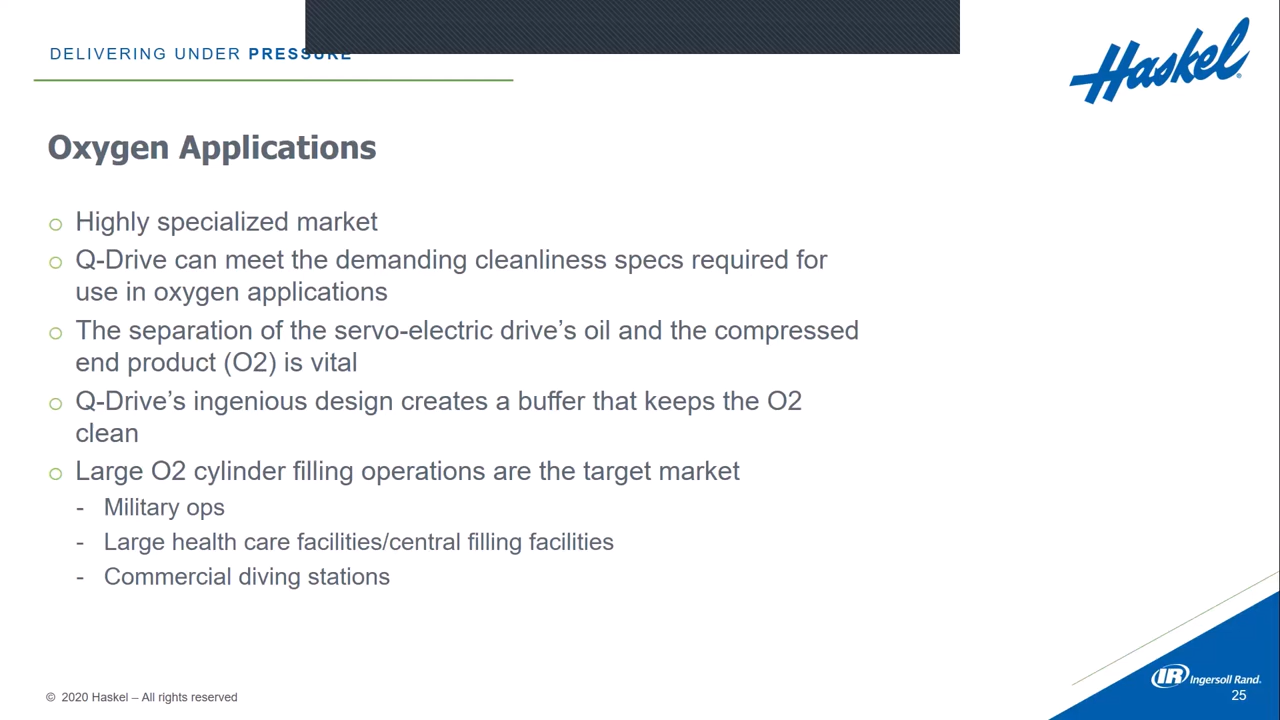 DELIVERING UNDER PRESSURE
Haskel®
Oxygen Applications
Highly specialized market
Q-Drive can meet the demanding cleanliness specs required for
use in oxygen applications
The separation of the servo-electric drive’s oil and the compressed
end product (O2) is vital
Q-Drive’s ingenious design creates a buffer that keeps the O2
clean
Large O2 cylinder filling operations are the target market
- Military ops
- Large health care facilities/central filling facilities
- Commercial diving stations
© 2020 Haskel – All rights reserved
IR Ingersoll Rand.
25